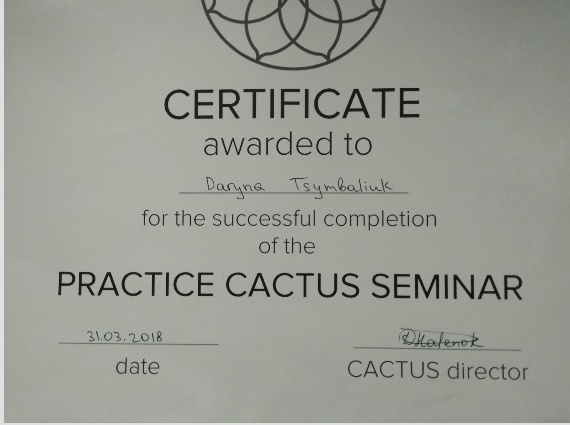 CERTIFICATE
awarded to
Daryna Tsymbaliuk
for the successful completion
of the
PRACTICE CACTUS SEMINAR
31.03.2018
date
CACTUS director